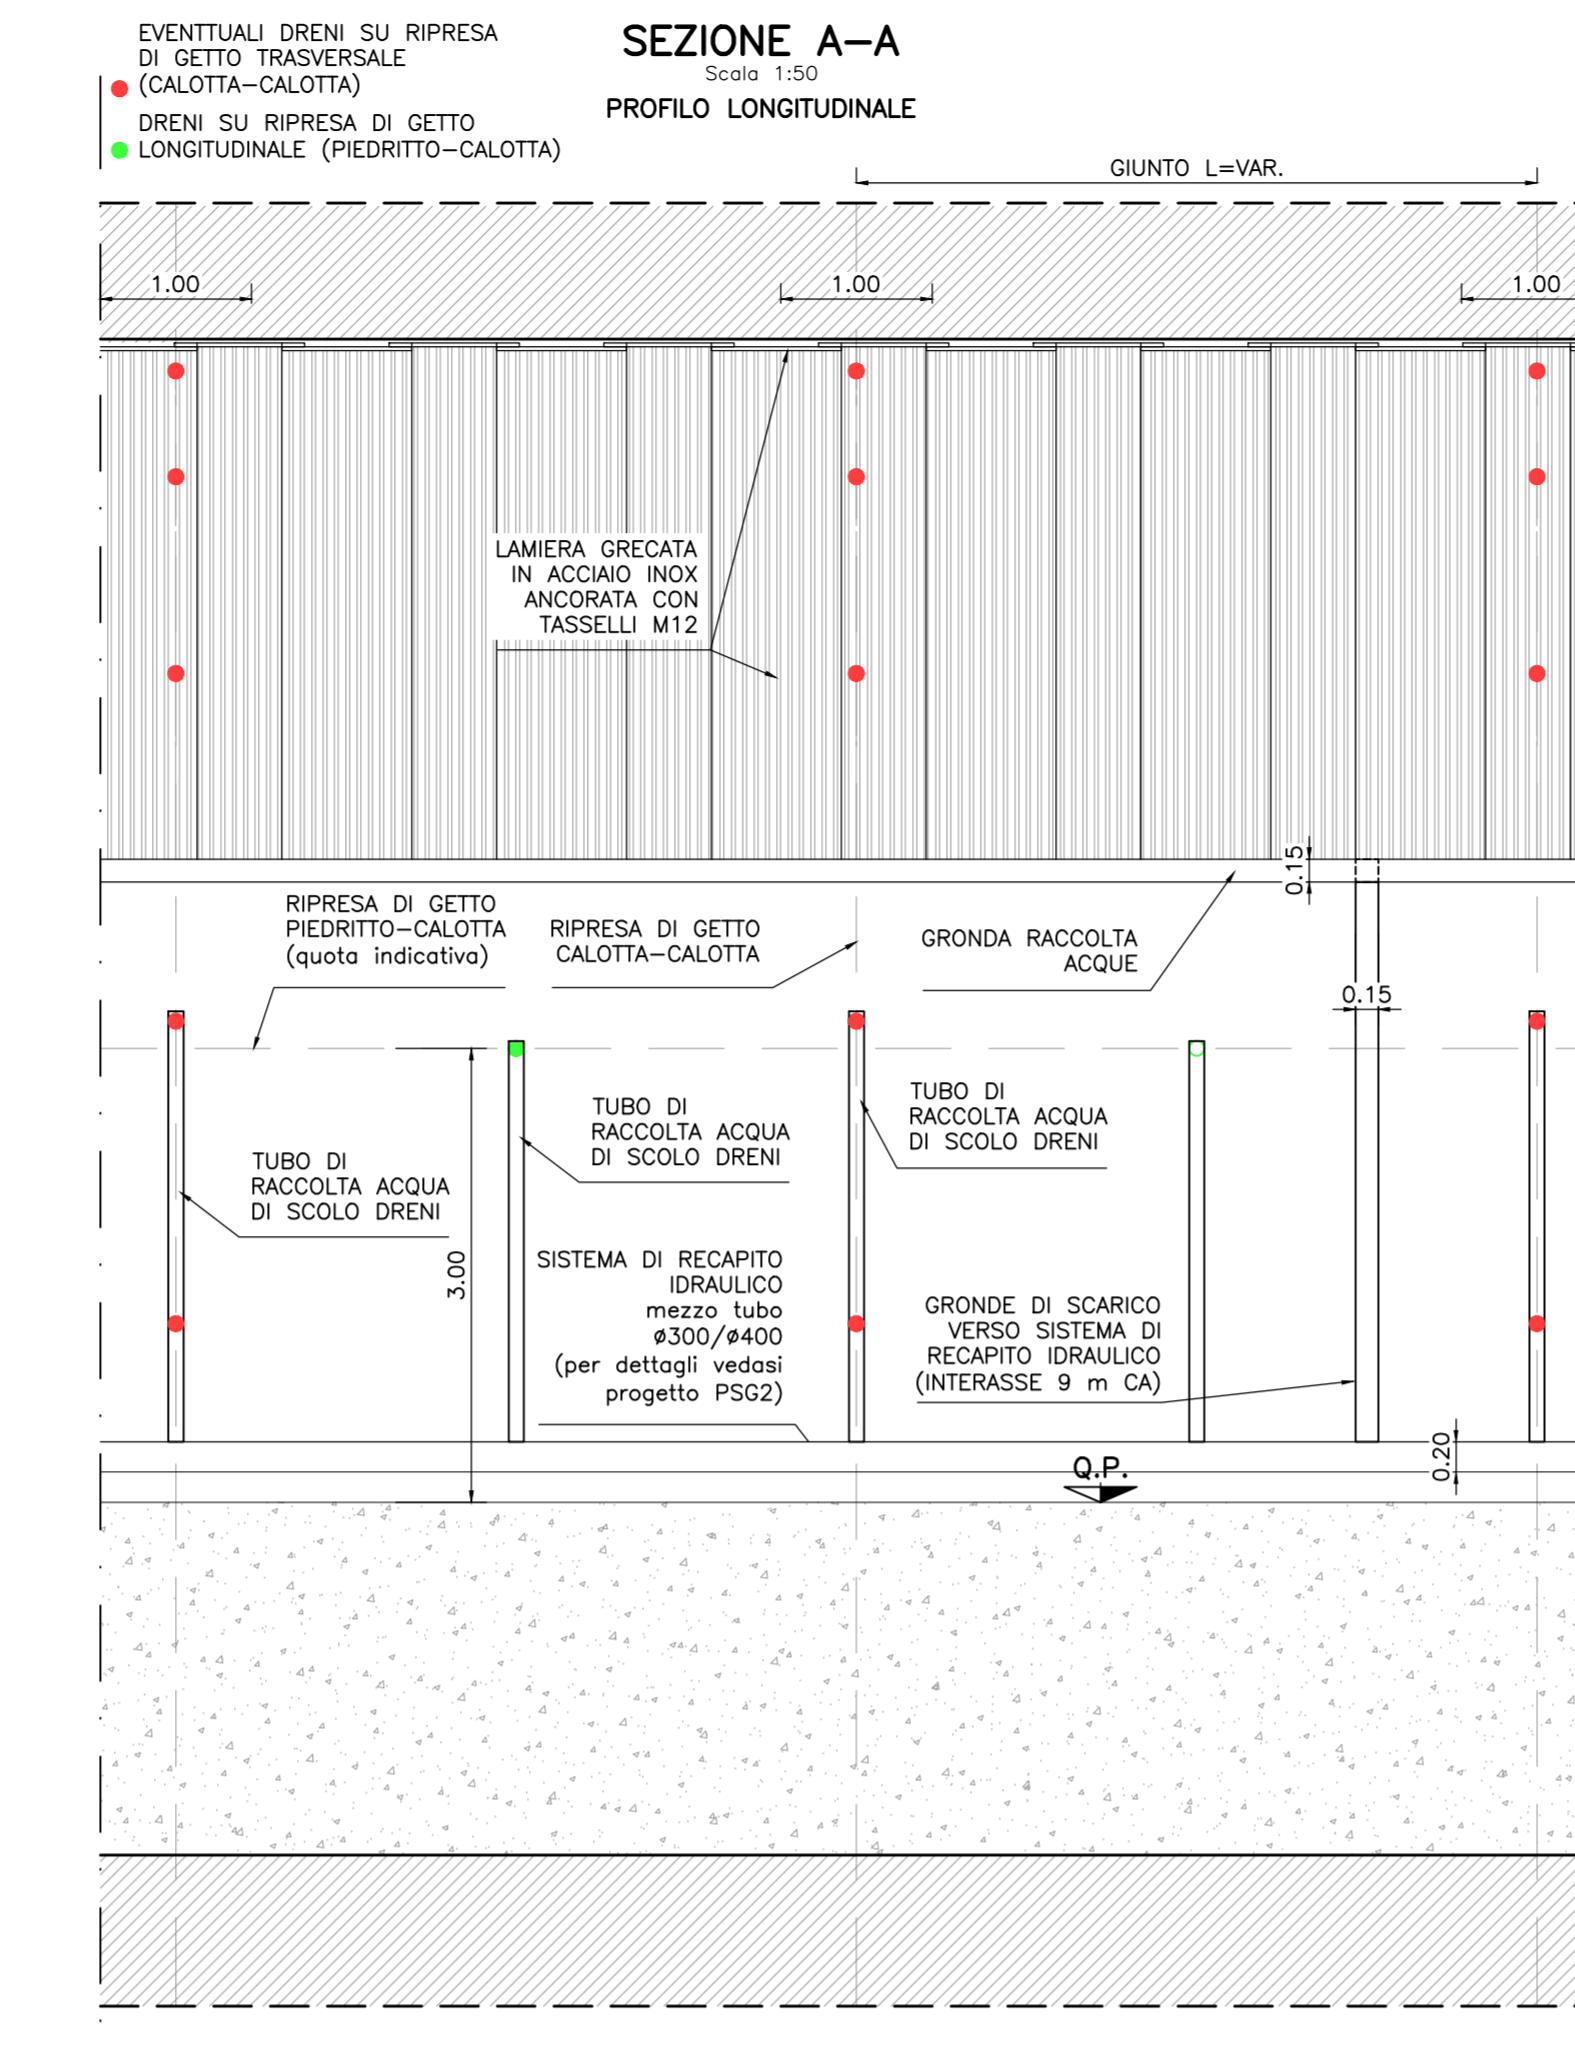 EVENTTUALI DRENI SU RIPRESA
DI GETTO TRASVERSALE
(CALOTTA-CALOTTA)
DRENI SU RIPRESA DI GETTO
LONGITUDINALE (PIEDRITTO-CALOTTA)
SEZIONE A-A
Scala 1:50
PROFILO LONGITUDINALE
GIUNTO L=VAR.
1.00
1.00
1.00
LAMIERA GRECATA
IN ACCIAIO INOX
ANCORATA CON
TASSELLI M12
0.15
RIPRESA DI GETTO
PIEDRITTO-CALOTTA
(quota indicativa)
RIPRESA DI GETTO
CALOTTA-CALOTTA
GRONDA RACCOLTA
ACQUE
0.15
TUBO DI
RACCOLTA ACQUA
DI SCOLO DRENI
TUBO DI
RACCOLTA ACQUA
DI SCOLO DRENI
TUBO DI
RACCOLTA ACQUA
DI SCOLO DRENI
3.00
SISTEMA DI RECAPITO
IDRAULICO
mezzo tubo
ø300/ø400
(per dettagli vedasi
progetto PSG2)
GRONDE DI SCARICO
VERSO SISTEMA DI
RECAPITO IDRAULICO
(INTERASSE 9 m CA)
0.20
Q.P.